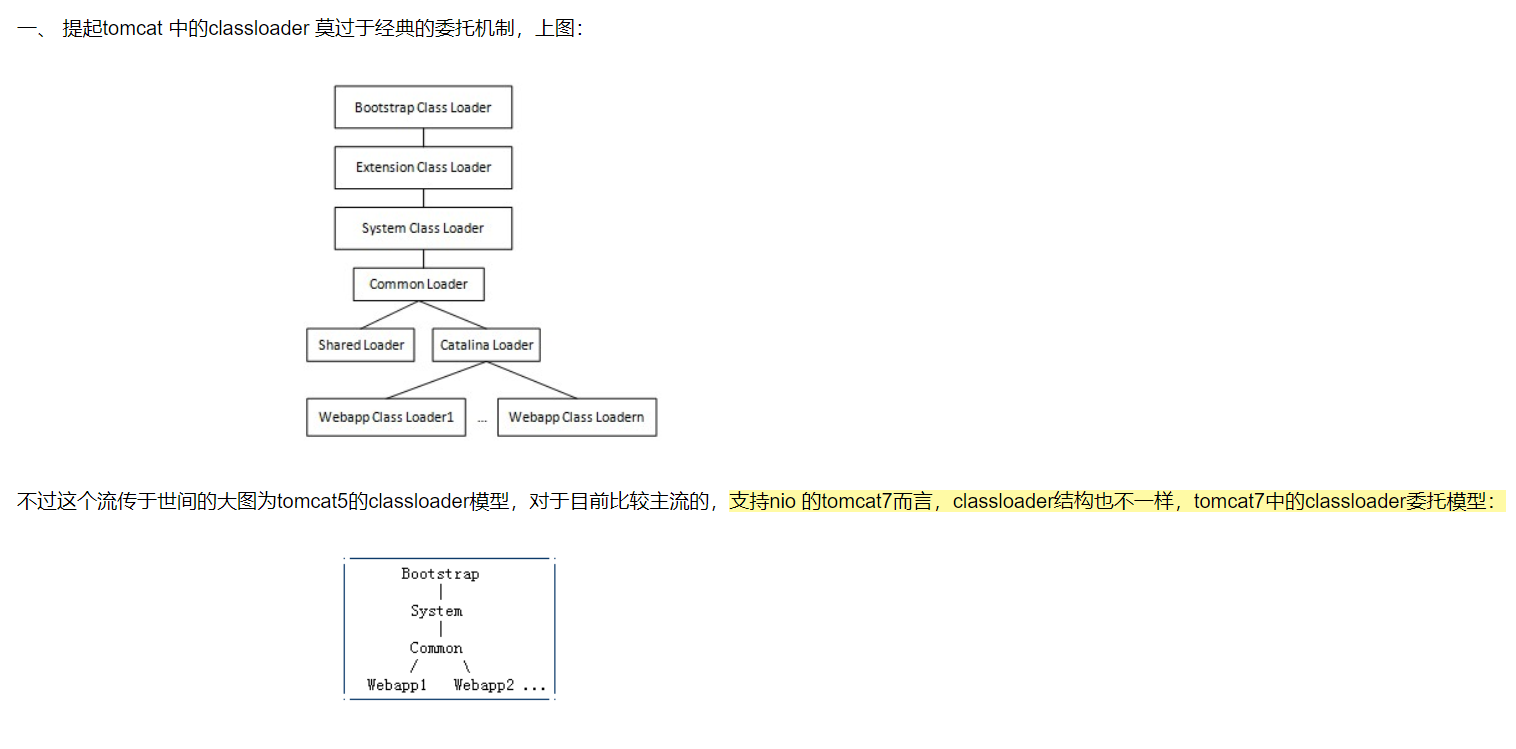 一、 提起tomcat 中的classloader 莫过于经典的委托机制，上图：
Bootstrap Class Loader
Extension Class Loader
System Class Loader
Common Loader
Shared Loader Catalina Loader
Webapp Class Loader1 ... Webapp Class Loadern
不过这个流传于世间的大图为tomcat5的classloader模型，对于目前比较主流的，支持nio 的tomcat7而言，classloader结构也不一样，tomcat7中的classloader委托模型：
Bootstrap
|
System
|
Common
/ \
Webapp1 Webapp2 ...